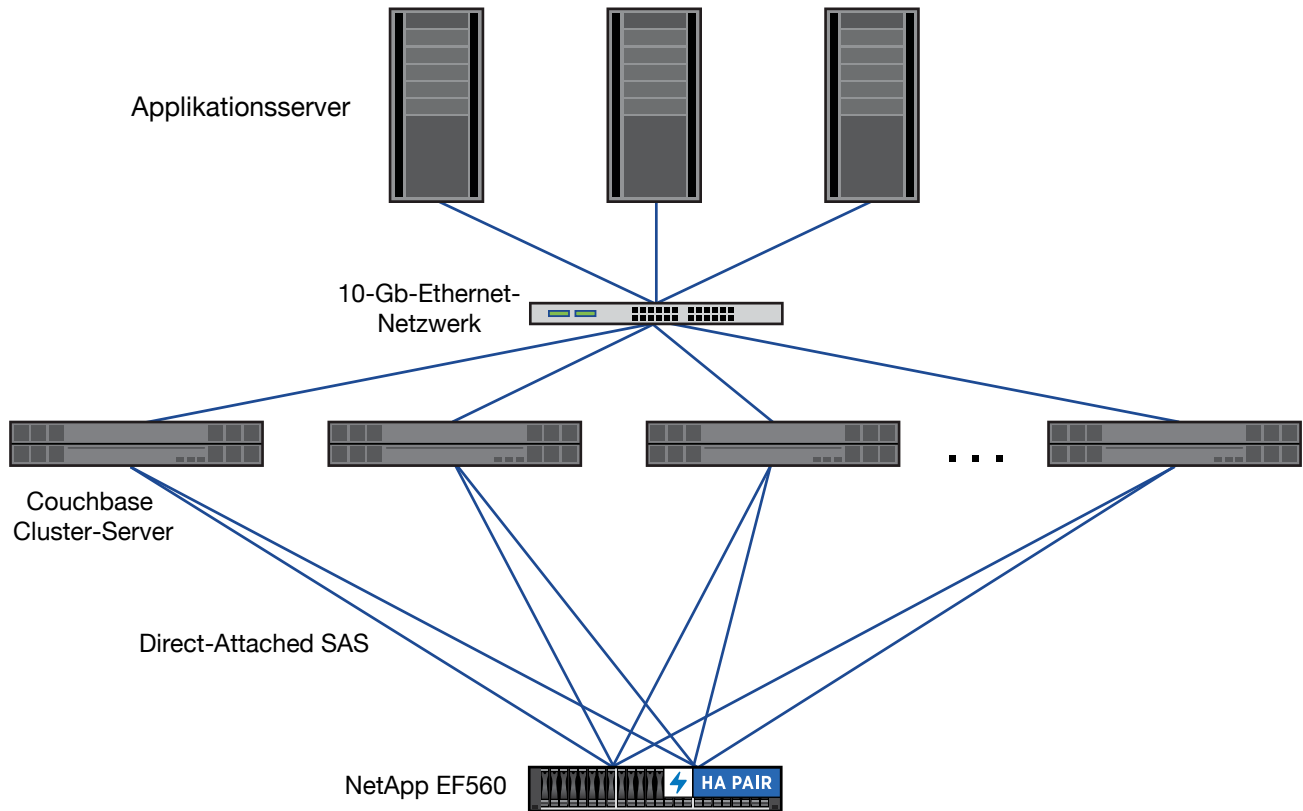 Applikationsserver
10-Gb-Ethernet-
Netzwerk
. . .
Couchbase
Cluster-Server
Direct-Attached SAS
NetApp EF560
HA PAIR